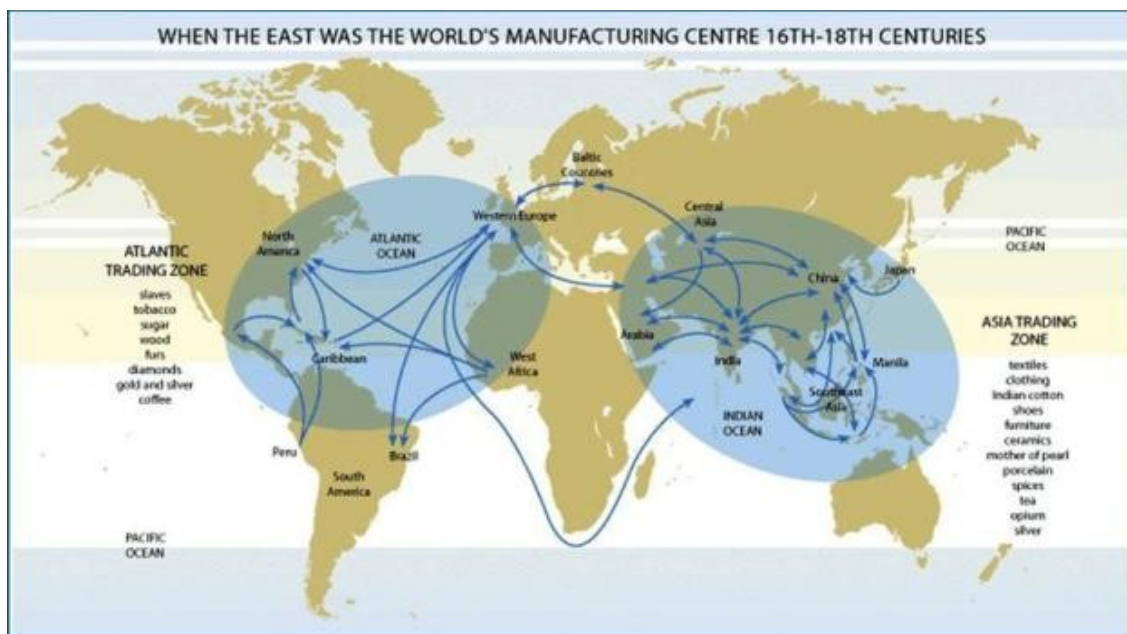 WHEN THE EAST WAS THE WORLD'S MANUFACTURING CENTRE 16TH-18TH CENTURIES
Baltic
Coucohes
Western Europe
Central
Asia
North
America
ATLANTIC
OCEAN
PACIFIC
OCEAN
ATLANTIC
TRADING ZONE
slaves
tobacco
sugar
wood
furs
diamonds
gold and silver
coffee
China
Japan
Arabia
India
Manila
Caribbean
West
Africa
Southeast
Asia
INDIAN
OCEAN
ASIA TRADING
ZONE
textiles
clothing
Indian cotton
shoes
furniture
ceramics
mother of pearl
porcelain
spices
tea
opium
silver
Peru
Brazil
South
America
PACIFIC
OCEAN